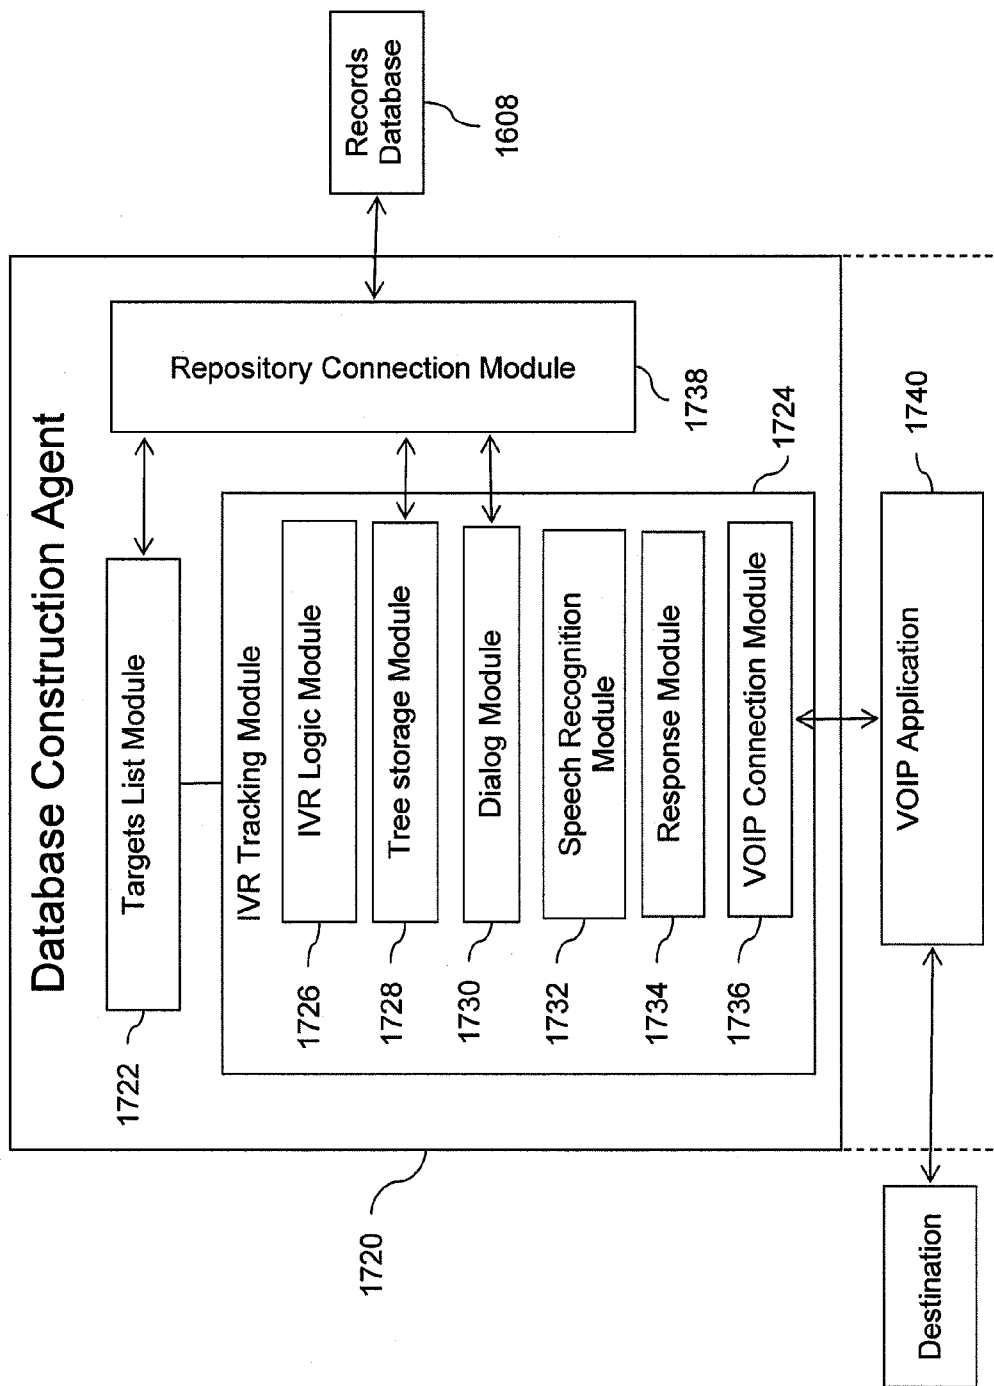 Database Construction Agent
Targets List Module
1722
IVR Tracking Module
IVR Logic Module
1726
Tree storage Module
1728
Dialog Module
1730
Speech Recognition
Module
1732
Response Module
1734
VOIP Connection Module
1736
1724
Repository Connection Module
1738
Records
Database
1608
1720
VOIP Application
1740
Destination